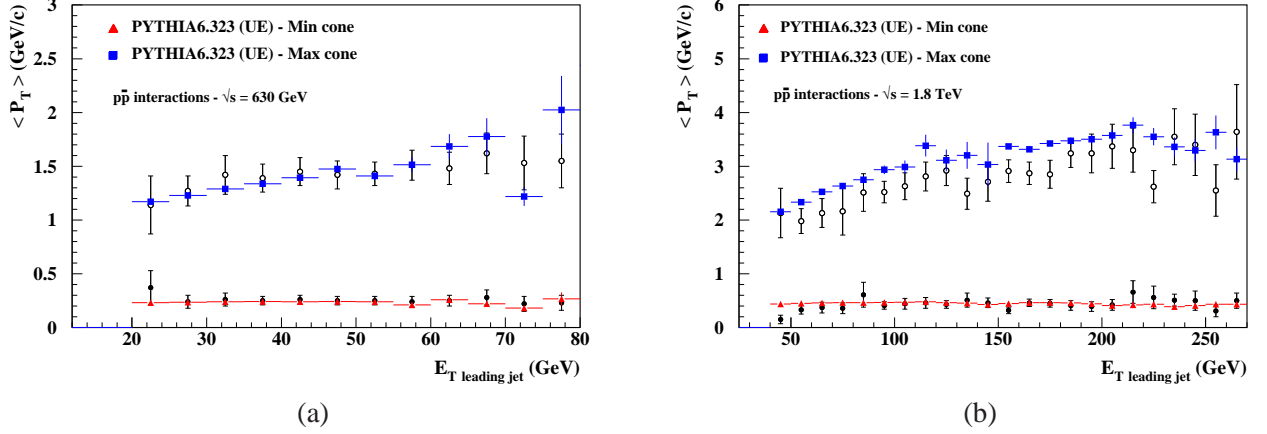 < P_T > (GeV/c)
3
2.5
2
1.5
1
0.5
0
PYTHIA6.323 (UE) - Min cone
PYTHIA6.323 (UE) - Max cone
pp̄ interactions - √s = 630 GeV
20 30 40 50 60 70 80
E_T leading jet (GeV)
(a)
< P_T > (GeV/c)
6
5
4
3
2
1
0
PYTHIA6.323 (UE) - Min cone
PYTHIA6.323 (UE) - Max cone
pp̄ interactions - √s = 1.8 TeV
50 100 150 200 250
E_T leading jet (GeV)
(b)